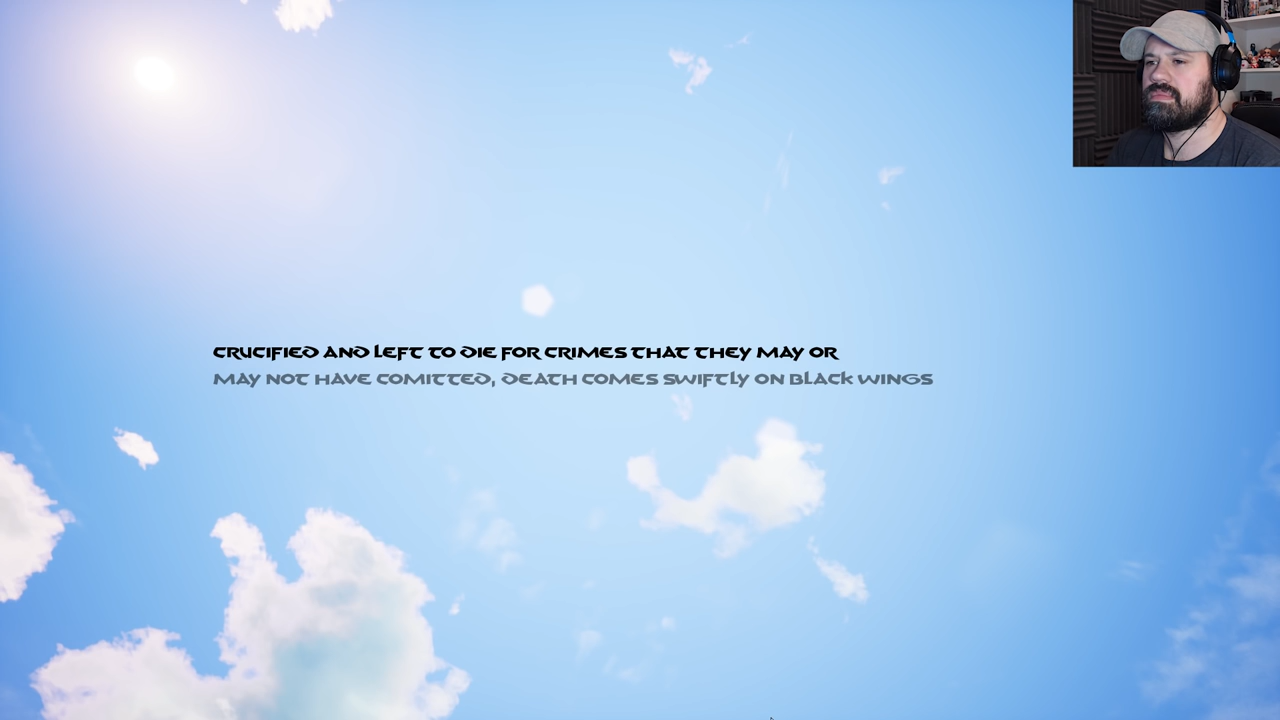 CRUCIFIED AND LEFT TO DIE FOR CRIMES THAT THEY MAY OR
MAY NOT HAVE COMITTED, DEATH COMES SWIFTLY ON BLACK WINGS